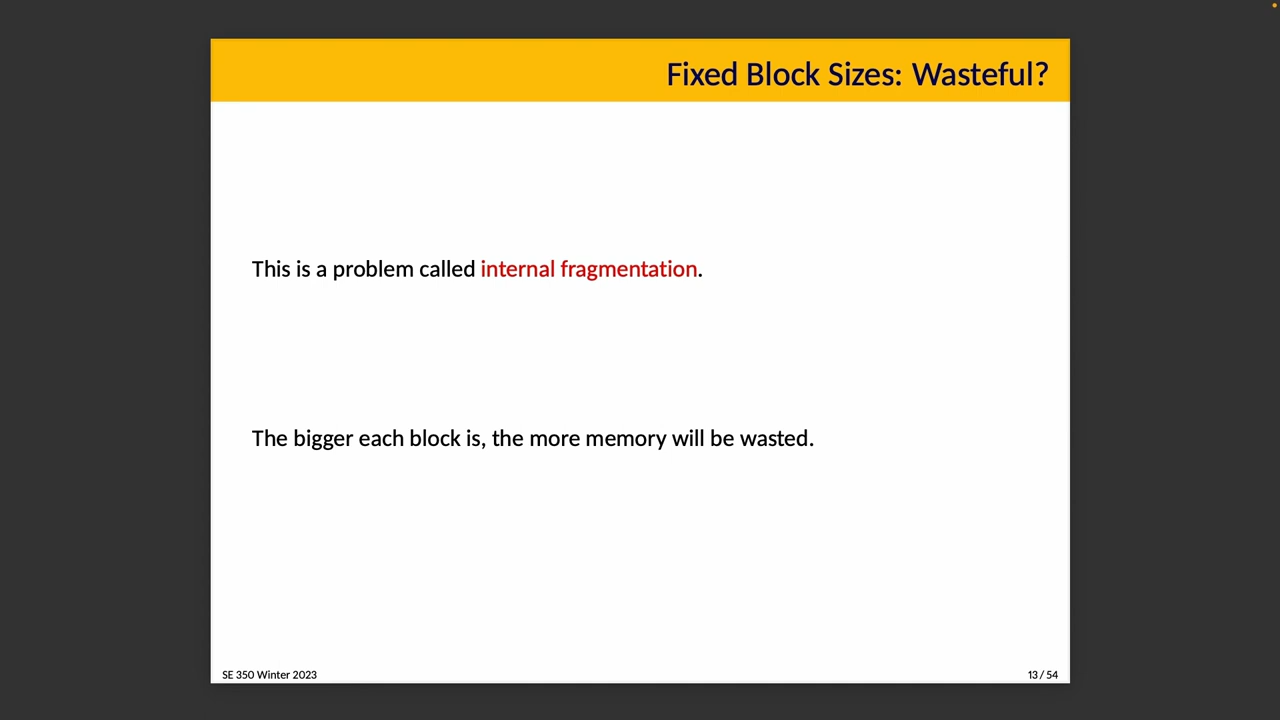 Fixed Block Sizes: Wasteful?
This is a problem called internal fragmentation.
The bigger each block is, the more memory will be wasted.
SE 350 Winter 2023
13 / 54